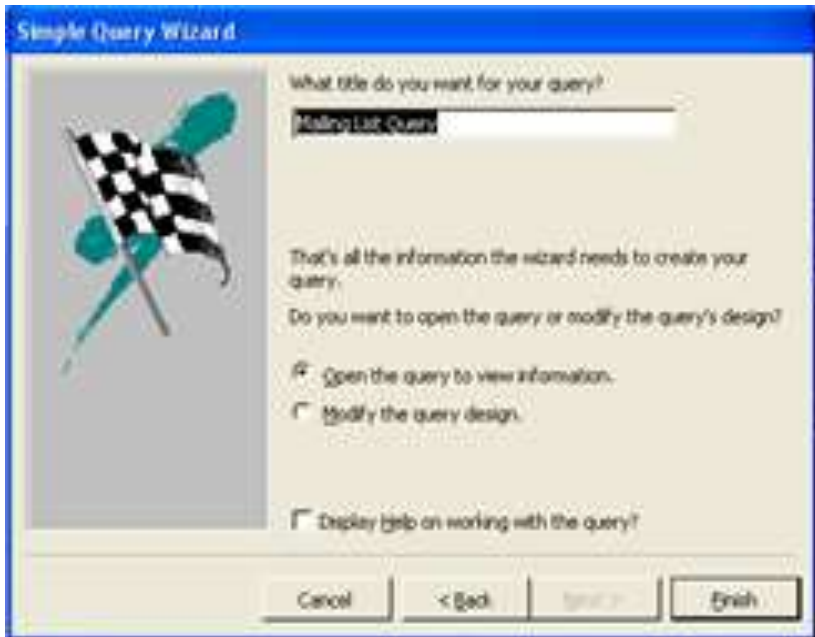 Simple Query Wizard
What title do you want for your query?
Mailing List Query
That's all the information the wizard needs to create your
query.
Do you want to open the query or modify the query's design?
Open the query to view information.
Modify the query design.
Display Help on working with the query?
Cancel
< Back
Next >
Finish